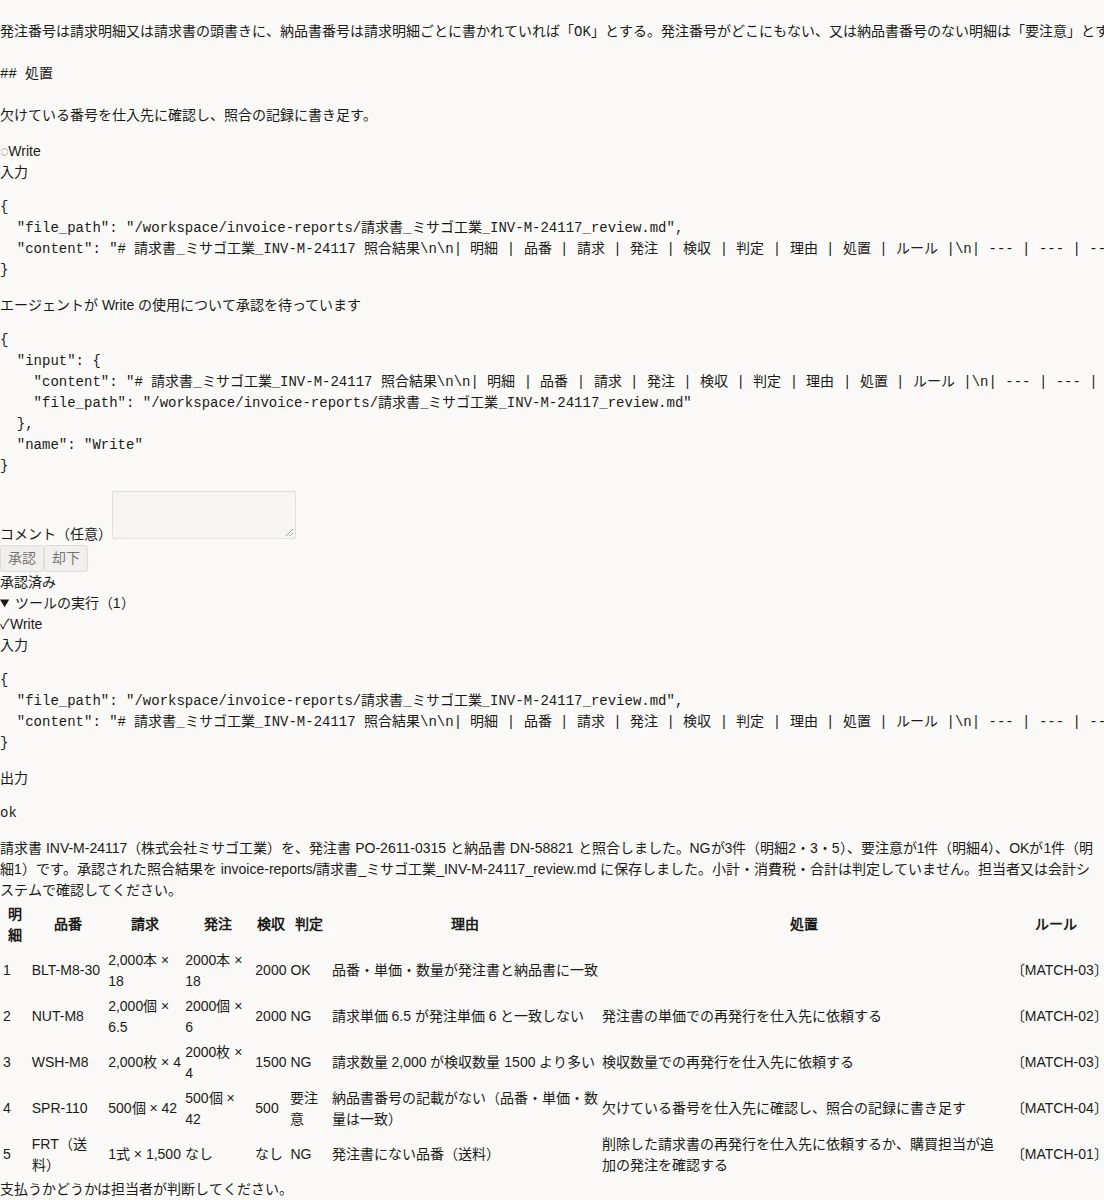 発注番号は請求明細又は請求書の頭書きに、納品書番号は請求明細ごとに書かれていれば「OK」とする。発注番号がどこにもない、又は納品書番号のない明細は「要注意」とす
## 処置
欠けている番号を仕入先に確認し、照合の記録に書き足す。
○Write
入力
{
"file_path": "/workspace/invoice-reports/請求書_ミサゴ工業_INV-M-24117_review.md",
"content": "# 請求書_ミサゴ工業_INV-M-24117 照合結果\n\n| 明細 | 品番 | 請求 | 発注 | 検収 | 判定 | 理由 | 処置 | ルール |\n| --- | --- | --
}
エージェントが Write の使用について承認を待っています
{
"input": {
"content": "# 請求書_ミサゴ工業_INV-M-24117 照合結果\n\n| 明細 | 品番 | 請求 | 発注 | 検収 | 判定 | 理由 | 処置 | ルール |\n| --- | --- |
"file_path": "/workspace/invoice-reports/請求書_ミサゴ工業_INV-M-24117_review.md"
},
"name": "Write"
}
コメント（任意）
承認 却下
承認済み
▼ ツールの実行（1）
✓Write
入力
{
"file_path": "/workspace/invoice-reports/請求書_ミサゴ工業_INV-M-24117_review.md",
"content": "# 請求書_ミサゴ工業_INV-M-24117 照合結果\n\n| 明細 | 品番 | 請求 | 発注 | 検収 | 判定 | 理由 | 処置 | ルール |\n| --- | --- | --
}
出力
ok
請求書 INV-M-24117（株式会社ミサゴ工業）を、発注書 PO-2611-0315 と納品書 DN-58821 と照合しました。NGが3件（明細2・3・5）、要注意が1件（明細4）、OKが1件（明
細1）です。承認された照合結果を invoice-reports/請求書_ミサゴ工業_INV-M-24117_review.md に保存しました。小計・消費税・合計は判定していません。担当者又は会計シ
ステムで確認してください。
明細 品番 請求 発注 検収 判定 理由 処置 ルール
1 BLT-M8-30 2,000本 × 18 2000本 × 18 2000 OK 品番・単価・数量が発注書と納品書に一致 〔MATCH-03〕
2 NUT-M8 2,000個 × 6.5 2000個 × 6 2000 NG 請求単価 6.5 が発注単価 6 と一致しない 発注書の単価での再発行を仕入先に依頼する 〔MATCH-02〕
3 WSH-M8 2,000枚 × 4 2000枚 × 4 1500 NG 請求数量 2,000 が検収数量 1500 より多い 検収数量での再発行を仕入先に依頼する 〔MATCH-03〕
4 SPR-110 500個 × 42 500個 × 42 500 要注意 納品書番号の記載がない（品番・単価・数量は一致） 欠けている番号を仕入先に確認し、照合の記録に書き足す 〔MATCH-04〕
5 FRT（送料） 1式 × 1,500 なし なし NG 発注書にない品番（送料） 削除した請求書の再発行を仕入先に依頼するか、購買担当が追加の発注を確認する 〔MATCH-01〕
支払うかどうかは担当者が判断してください。